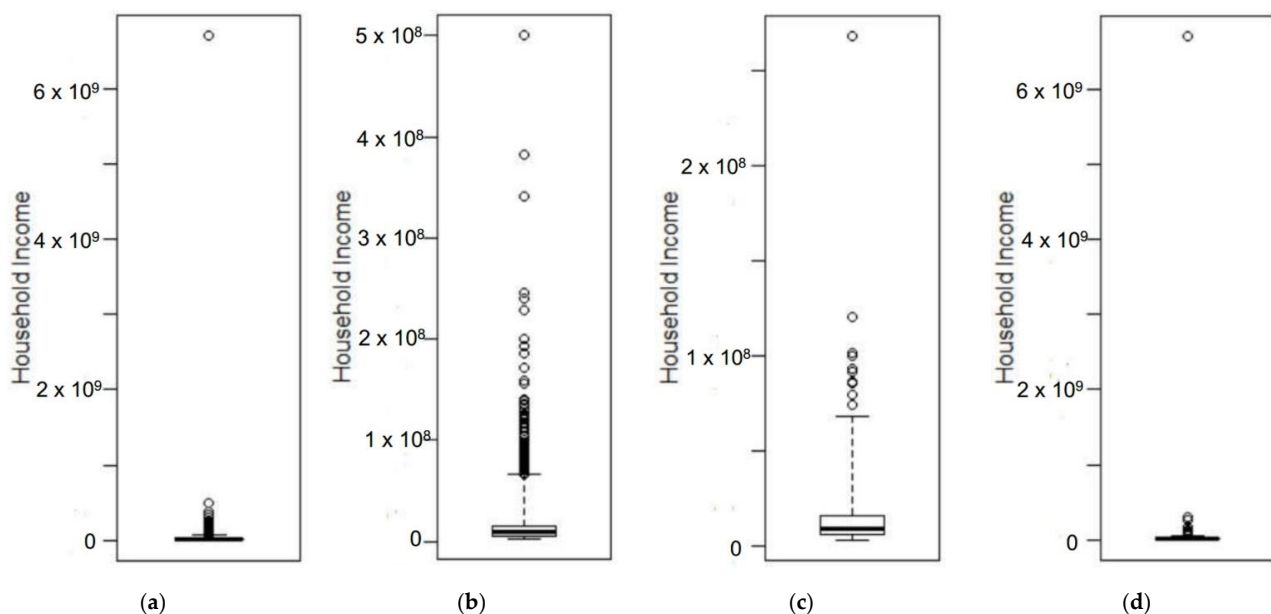 Household Income
6 x 10⁹
4 x 10⁹
2 x 10⁹
0
(a)
Household Income
5 x 10⁸
4 x 10⁸
3 x 10⁸
2 x 10⁸
1 x 10⁸
0
(b)
Household Income
2 x 10⁸
1 x 10⁸
0
(c)
Household Income
6 x 10⁹
4 x 10⁹
2 x 10⁹
0
(d)